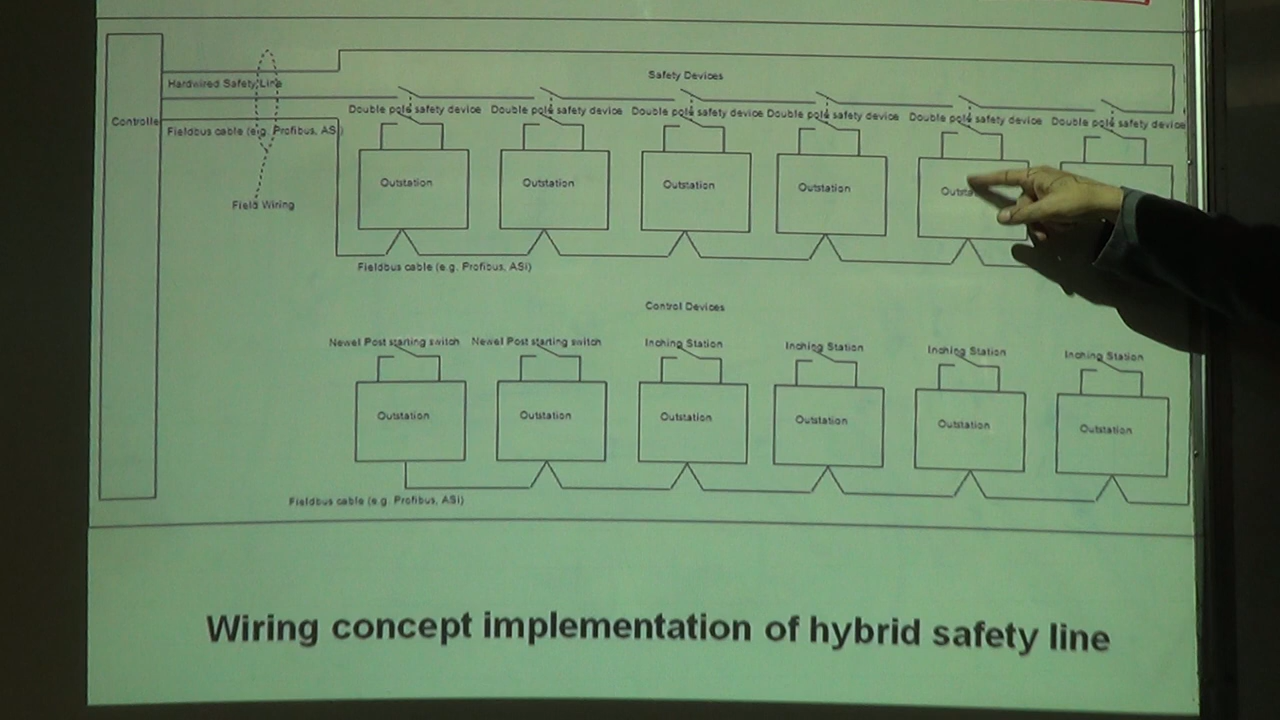 Safety Devices
Hardwired Safety Line
Double pole safety device Double pole safety device Double pole safety device Double pole safety device Double pole safety device Double pole safety device
Controlle
Fieldbus cable (e.g. Profibus, ASi)
Outstation Outstation Outstation Outstation
Field Wiring
Fieldbus cable (e.g. Profibus, ASi)
Control Devices
Newel Post starting switch Newel Post starting switch Inching Station Inching Station Inching Station Inching Station
Outstation Outstation Outstation Outstation Outstation Outstation
Fieldbus cable (e.g. Profibus, ASi)
Wiring concept implementation of hybrid safety line